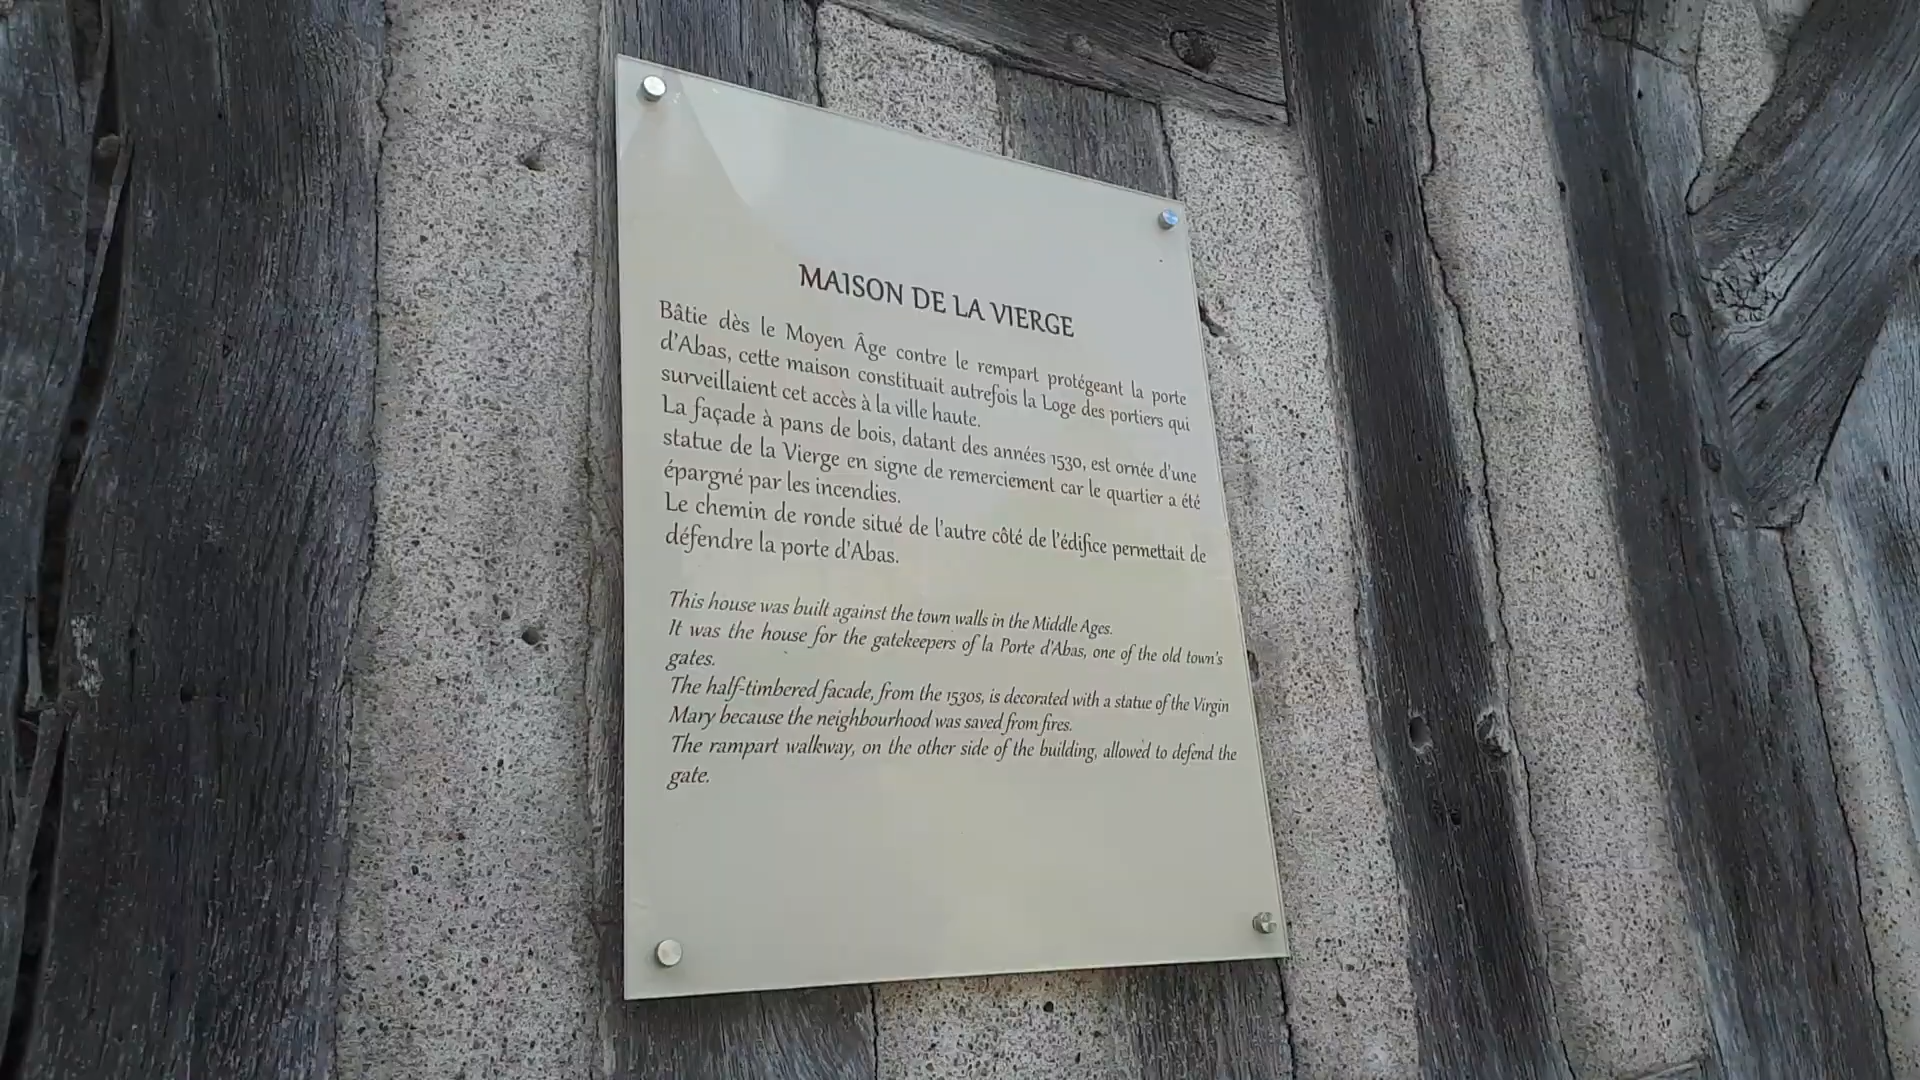 MAISON DE LA VIERGE
Bâtie dès le Moyen Âge contre le rempart protégeant la porte
d'Abas, cette maison constituait autrefois la Loge des portiers qui
surveillaient cet accès à la ville haute.
La façade à pans de bois, datant des années 1530, est ornée d'une
statue de la Vierge en signe de remerciement car le quartier a été
épargné par les incendies.
Le chemin de ronde situé de l'autre côté de l'édifice permettait de
défendre la porte d'Abas.
This house was built against the town walls in the Middle Ages.
It was the house for the gatekeepers of la Porte d'Abas, one of the old town's
gates.
The half-timbered facade, from the 1530s, is decorated with a statue of the Virgin
Mary because the neighbourhood was saved from fires.
The rampart walkway, on the other side of the building, allowed to defend the
gate.